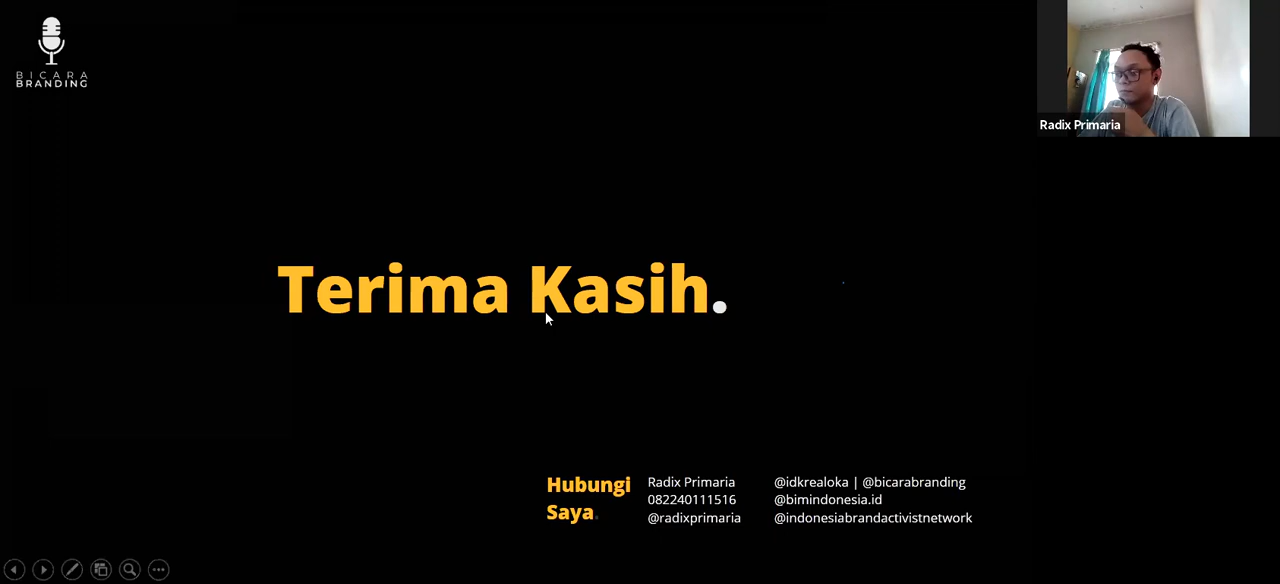 BICARA
BRANDING
Radix Primaria
Terima Kasih.
Hubungi
Saya.
Radix Primaria
082240111516
@radixprimaria
@idkrealoka | @bicarabranding
@bimindonesia.id
@indonesiabrandactivistnetwork